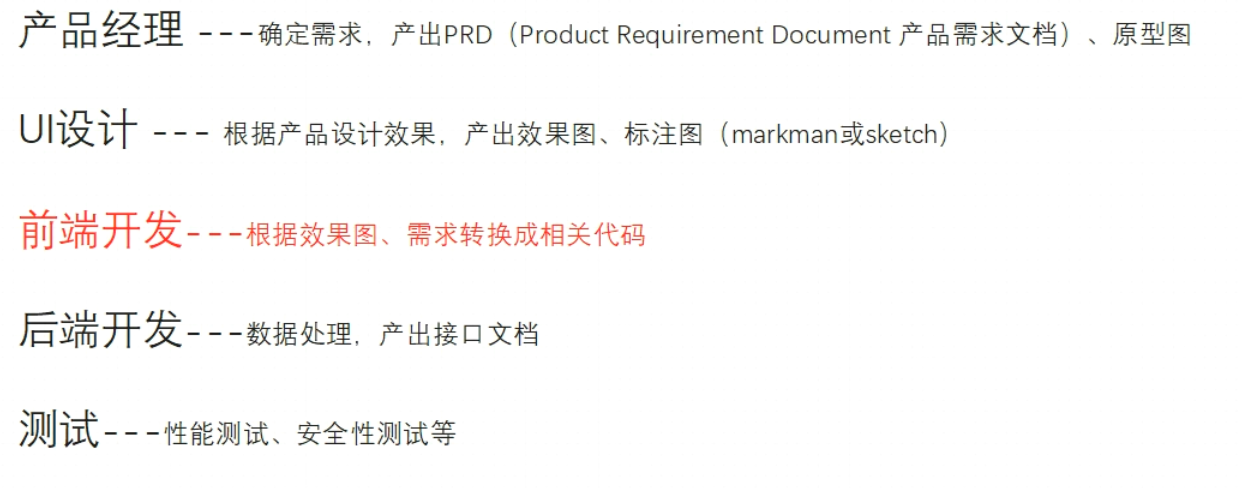 产品经理 ---确定需求，产出PRD（Product Requirement Document 产品需求文档）、原型图
UI设计 --- 根据产品设计效果，产出效果图、标注图（markman或sketch）
前端开发---根据效果图、需求转换成相关代码
后端开发---数据处理，产出接口文档
测试---性能测试、安全性测试等